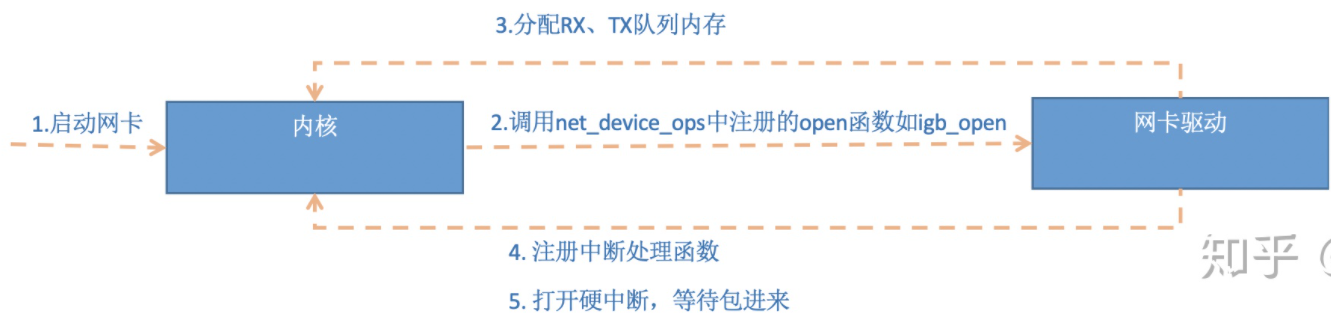 3.分配RX、TX队列内存
1.启动网卡
内核
2.调用net_device_ops中注册的open函数如igb_open
网卡驱动
4. 注册中断处理函数
5. 打开硬中断，等待包进来
知乎